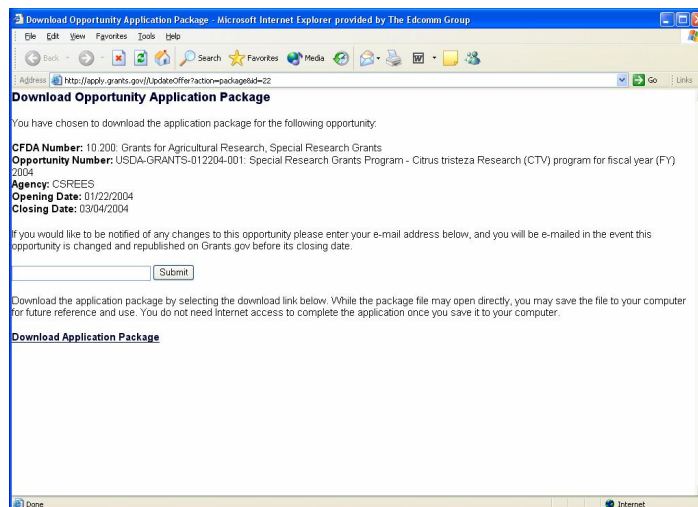 Download Opportunity Application Package - Microsoft Internet Explorer provided by The Edcomm Group
File Edit View Favorites Tools Help
Back Search Favorites Media
Address http://apply.grants.gov//UpdateOffer?action=package&id=22 Go Links
Download Opportunity Application Package
You have chosen to download the application package for the following opportunity:
CFDA Number: 10.200: Grants for Agricultural Research, Special Research Grants
Opportunity Number: USDA-GRANTS-012204-001: Special Research Grants Program - Citrus tristeza Research (CTV) program for fiscal year (FY)
2004
Agency: CSREES
Opening Date: 01/22/2004
Closing Date: 03/04/2004
If you would like to be notified of any changes to this opportunity please enter your e-mail address below, and you will be e-mailed in the event this
opportunity is changed and republished on Grants.gov before its closing date.
Submit
Download the application package by selecting the download link below. While the package file may open directly, you may save the file to your computer
for future reference and use. You do not need Internet access to complete the application once you save it to your computer.
Download Application Package
Done Internet